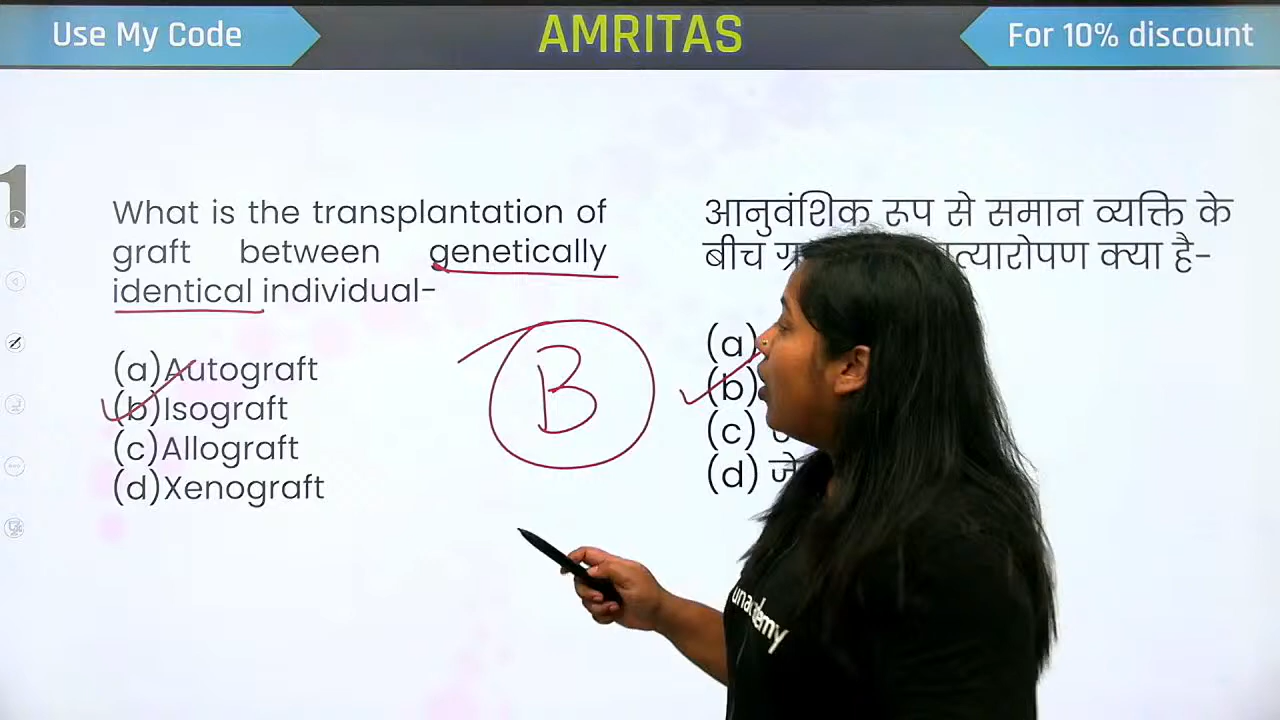 Use My Code
AMRITAS
For 10% discount
1
What is the transplantation of
graft between genetically
identical individual-
(a)Autograft
(b)Isograft
(c)Allograft
(d)Xenograft
B
आनुवंशिक रूप से समान व्यक्ति के
बीच क्या है-
(a)
(b)
(c)
(d)
unacademy